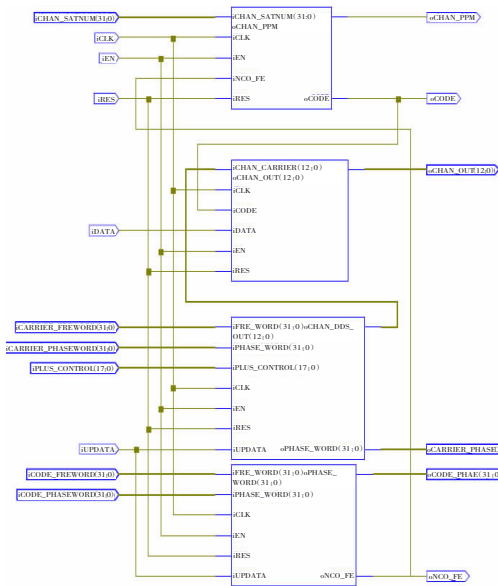 iCHAN_SATNUM(31:0)
iCHAN_SATNUM(31:0)
oCHAN_PPM
oCHAN_PPM
iCLK
iCLK
iEN
iEN
iNCO_FE
iRES
iRES
oCODE
oCODE
iCHAN_CARRIER(12:0)
oCHAN_OUT(12:0)
oCHAN_OUT(12:0)
iCLK
iCODE
iDATA
iDATA
iEN
iRES
iCARRIER_FREWORD(31:0)
iFRE_WORD(31:0)oCHAN_DDS_
OUT(12:0)
iCARRIER_PHASEWORD(31:0)
iPHASE_WORD(31:0)
iPLUS_CONTROL(17:0)
iPLUS_CONTROL(17:0)
iCLK
iEN
iRES
iUPDATA
iUPDATA
oPHASE_WORD(31:0)
oCARRIER_PHASE
iCODE_FREWORD(31:0)
iFRE_WORD(31:0)oPHASE_
WORD(31:0)
oCODE_PHAE(31:0
iCODE_PHASEWORD(31:0)
iPHASE_WORD(31:0)
iCLK
iEN
iRES
iUPDATA
oNCO_FE
oNCO_FE